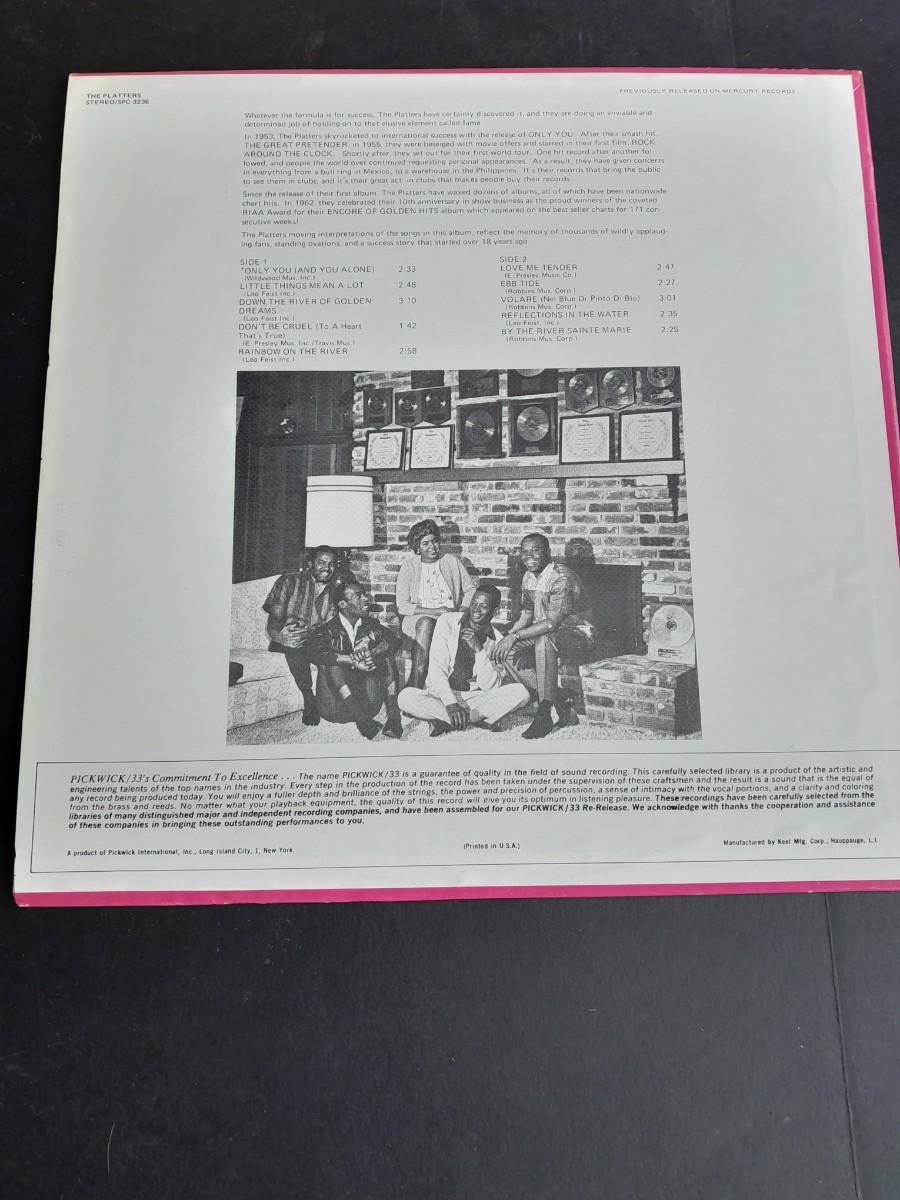 THE PLATTERS
STEREO/SPC-3236
PREVIOUSLY RELEASED ON MERCURY RECORDS
Whatever the formula is for success, The Platters have certainly discovered it, and they are doing an enviable and
determined job of holding on to that elusive element called fame.
In 1953, The Platters skyrocketed to international success with the release of ONLY YOU. After their smash hit,
THE GREAT PRETENDER, in 1955, they were beseiged with movie offers and starred in their first film, ROCK
AROUND THE CLOCK. Shortly after, they set out for their first world tour. One hit record after another fol-
lowed, and people the world over continued requesting personal appearances. As a result, they have given concerts
in everything from a bull ring in Mexico, to a warehouse in the Philippines. It's their records that bring the public
to see them in clubs, and it's their great act in clubs that makes people buy their records.
Since the release of their first album, The Platters have waxed dozens of albums, all of which have been nationwide
chart hits. In 1962, they celebrated their 10th anniversary in show business as the proud winners of the coveted
RIAA Award for their ENCORE OF GOLDEN HITS album which appeared on the best seller charts for 171 con-
secutive weeks!
The Platters moving interpretations of the songs in this album, reflect the memory of thousands of wildly applaud-
ing fans, standing ovations, and a success story that started over 18 years ago.
SIDE 1
*ONLY YOU (AND YOU ALONE) 2:33
(Wildwood Mus. Inc.)
LITTLE THINGS MEAN A LOT 2:48
(Leo Feist Inc.)
DOWN THE RIVER OF GOLDEN 3:10
DREAMS
(Leo Feist Inc.)
DON'T BE CRUEL (To A Heart 1:42
That's True)
(E. Presley Mus. Inc./Travis Mus.)
RAINBOW ON THE RIVER 2:58
(Leo Feist Inc.)
SIDE 2
LOVE ME TENDER 2:47
(E. Presley Music Co.)
EBB TIDE 2:27
(Robbins Mus. Corp.)
VOLARE (Nel Blue Di Pinto Di Blu) 3:01
(Robbins Mus. Corp.)
REFLECTIONS IN THE WATER 2:35
(Leo Feist, Inc.)
BY THE RIVER SAINTE MARIE 2:25
(Robbins Mus. Corp.)
PICKWICK/33's Commitment To Excellence . . . The name PICKWICK/33 is a guarantee of quality in the field of sound recording. This carefully selected library is a product of the artistic and
engineering talents of the top names in the industry. Every step in the production of the record has been taken under the supervision of these craftsmen and the result is a sound that is the equal of
any record being produced today. You will enjoy a fuller depth and brilliance of the strings, the power and precision of percussion, a sense of intimacy with the vocal portions, and a clarity and coloring
from the brass and reeds. No matter what your playback equipment, the quality of this record will give you its optimum in listening pleasure. These recordings have been carefully selected from the
libraries of many distinguished major and independent recording companies, and have been assembled for our PICKWICK/33 Re-Release. We acknowledge with thanks the cooperation and assistance
of these companies in bringing these outstanding performances to you.
A product of Pickwick International, Inc., Long Island City, 1, New York.
(Printed in U.S.A.)
Manufactured by Keel Mfg. Corp., Hauppauge, L.I.